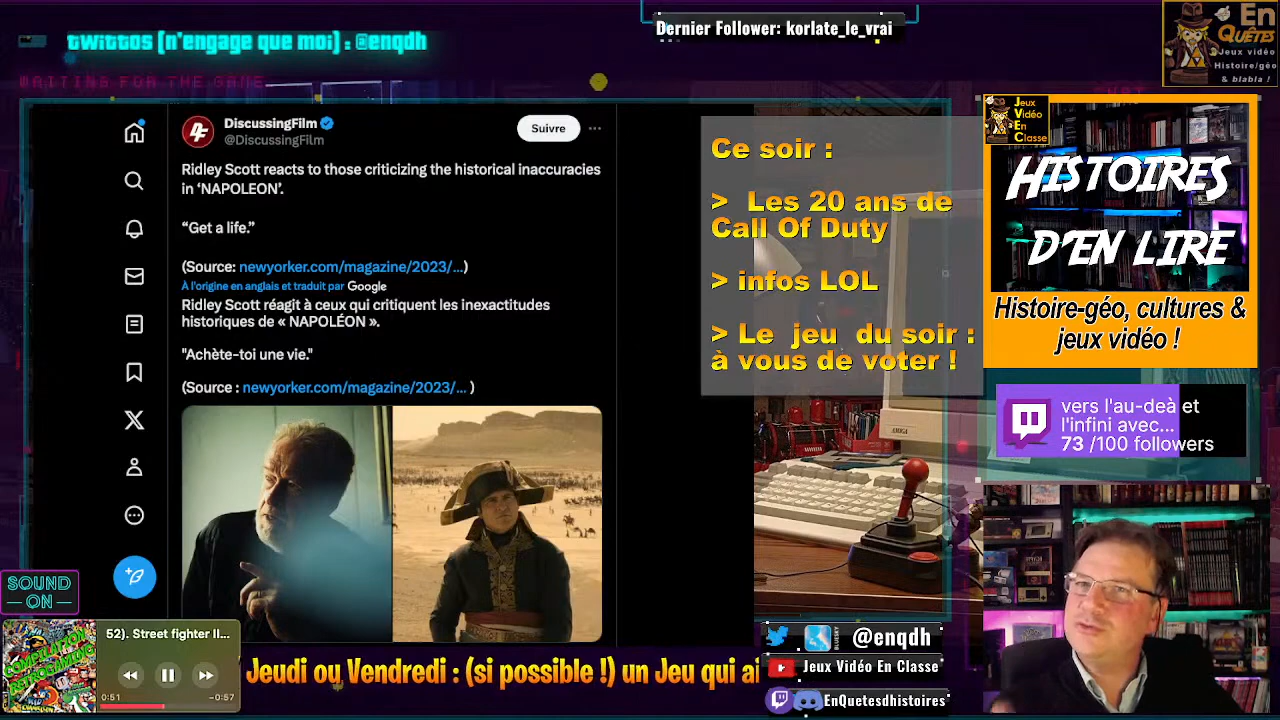 twittos (n'engage que moi) : @enqdh
Dernier Follower: korlate_le_vrai
En
QUÊTES
Jeux vidéo
Histoire/géo
& blabla !
WAITING FOR THE GAME
CHAT
DiscussingFilm
@DiscussingFilm
Suivre
Ridley Scott reacts to those criticizing the historical inaccuracies
in ‘NAPOLEON’.
“Get a life.”
(Source: newyorker.com/magazine/2023/…)
À l'origine en anglais et traduit par Google
Ridley Scott réagit à ceux qui critiquent les inexactitudes
historiques de « NAPOLÉON ».
"Achète-toi une vie."
(Source : newyorker.com/magazine/2023/… )
Ce soir :
> Les 20 ans de
Call Of Duty
> infos LOL
> Le jeu du soir :
à vous de voter !
Jeux
Vidéo
En
Classe
HISTOIRES
D'EN LIRE
Histoire-géo, cultures &
jeux vidéo !
vers l'au-deà et
l'infini avec...
73 /100 followers
AMIGA
SOUND
ON
COMPILATION
RETROGAMING
52). Street fighter II...
0:51
-0:57
Jeudi ou Vendredi : (si possible !) un Jeu qui ai
BLUESKY
@enqdh
Jeux Vidéo En Classe
EnQuetesdhistoires